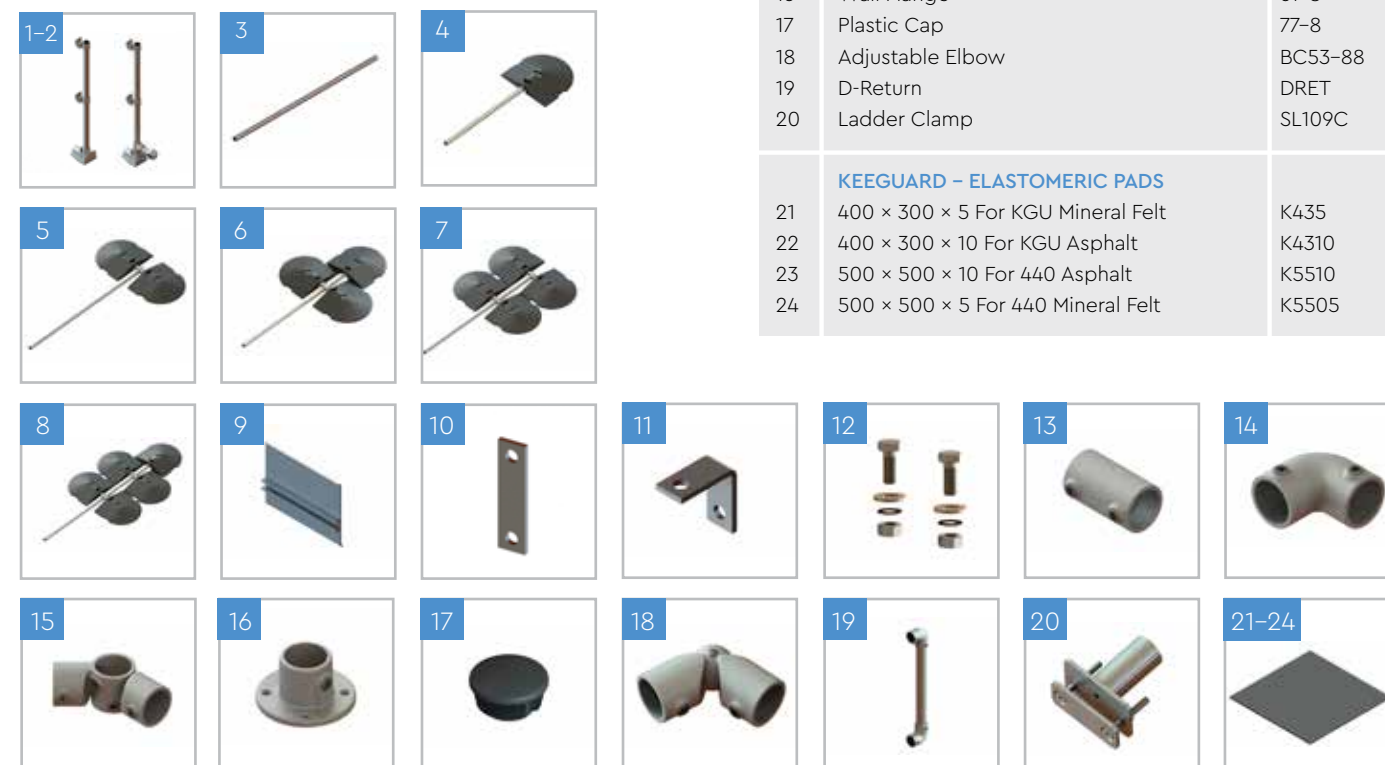 1–2
3
4
17 Plastic Cap 77–8
18 Adjustable Elbow BC53–88
19 D-Return DRET
20 Ladder Clamp SL109C
KEEGUARD – ELASTOMERIC PADS
21 400 × 300 × 5 For KGU Mineral Felt K435
22 400 × 300 × 10 For KGU Asphalt K4310
23 500 × 500 × 10 For 440 Asphalt K5510
24 500 × 500 × 5 For 440 Mineral Felt K5505
5
6
7
8
9
10
11
12
13
14
15
16
17
18
19
20
21–24